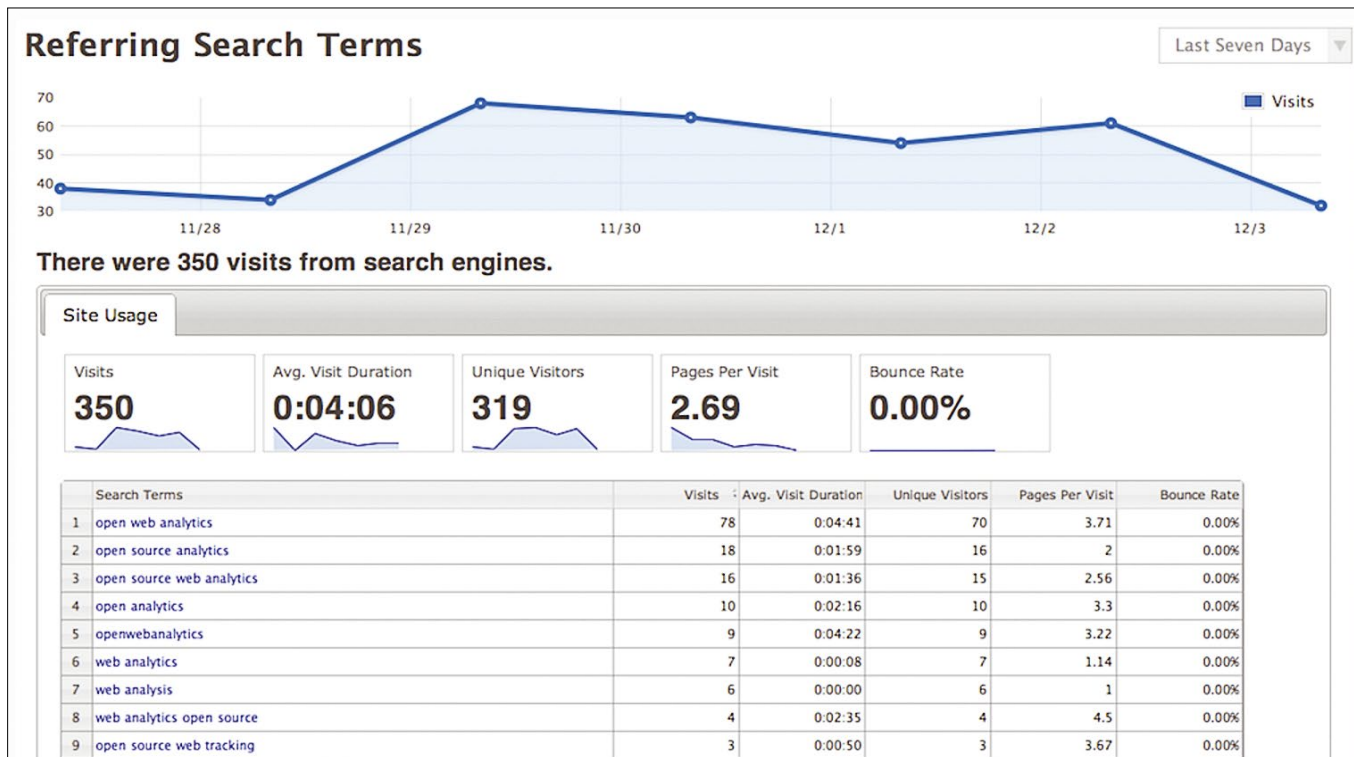 Referring Search Terms
Last Seven Days
70
60
50
40
30
Visits
11/28 11/29 11/30 12/1 12/2 12/3
There were 350 visits from search engines.
Site Usage
Visits Avg. Visit Duration Unique Visitors Pages Per Visit Bounce Rate
350 0:04:06 319 2.69 0.00%
Search Terms Visits Avg. Visit Duration Unique Visitors Pages Per Visit Bounce Rate
1 open web analytics 78 0:04:41 70 3.71 0.00%
2 open source analytics 18 0:01:59 16 2 0.00%
3 open source web analytics 16 0:01:36 15 2.56 0.00%
4 open analytics 10 0:02:16 10 3.3 0.00%
5 openwebanalytics 9 0:04:22 9 3.22 0.00%
6 web analytics 7 0:00:08 7 1.14 0.00%
7 web analysis 6 0:00:00 6 1 0.00%
8 web analytics open source 4 0:02:35 4 4.5 0.00%
9 open source web tracking 3 0:00:50 3 3.67 0.00%